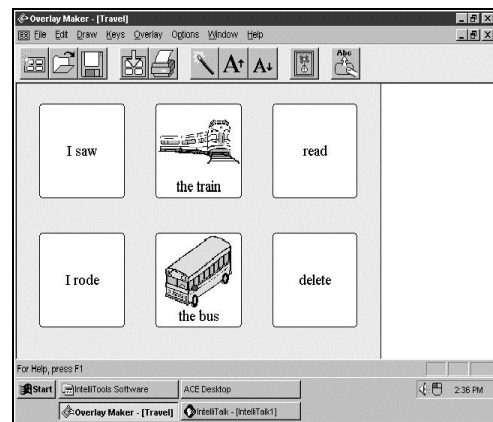 Overlay Maker - [Travel]
File Edit Draw Keys Overlay Options Window Help
A A Abc
I saw
the train
read
I rode
the bus
delete
For Help, press F1
Start IntelliTools Software ACE Desktop 2:36 PM
Overlay Maker - [Travel] IntelliTalk - [IntelliTalk1]